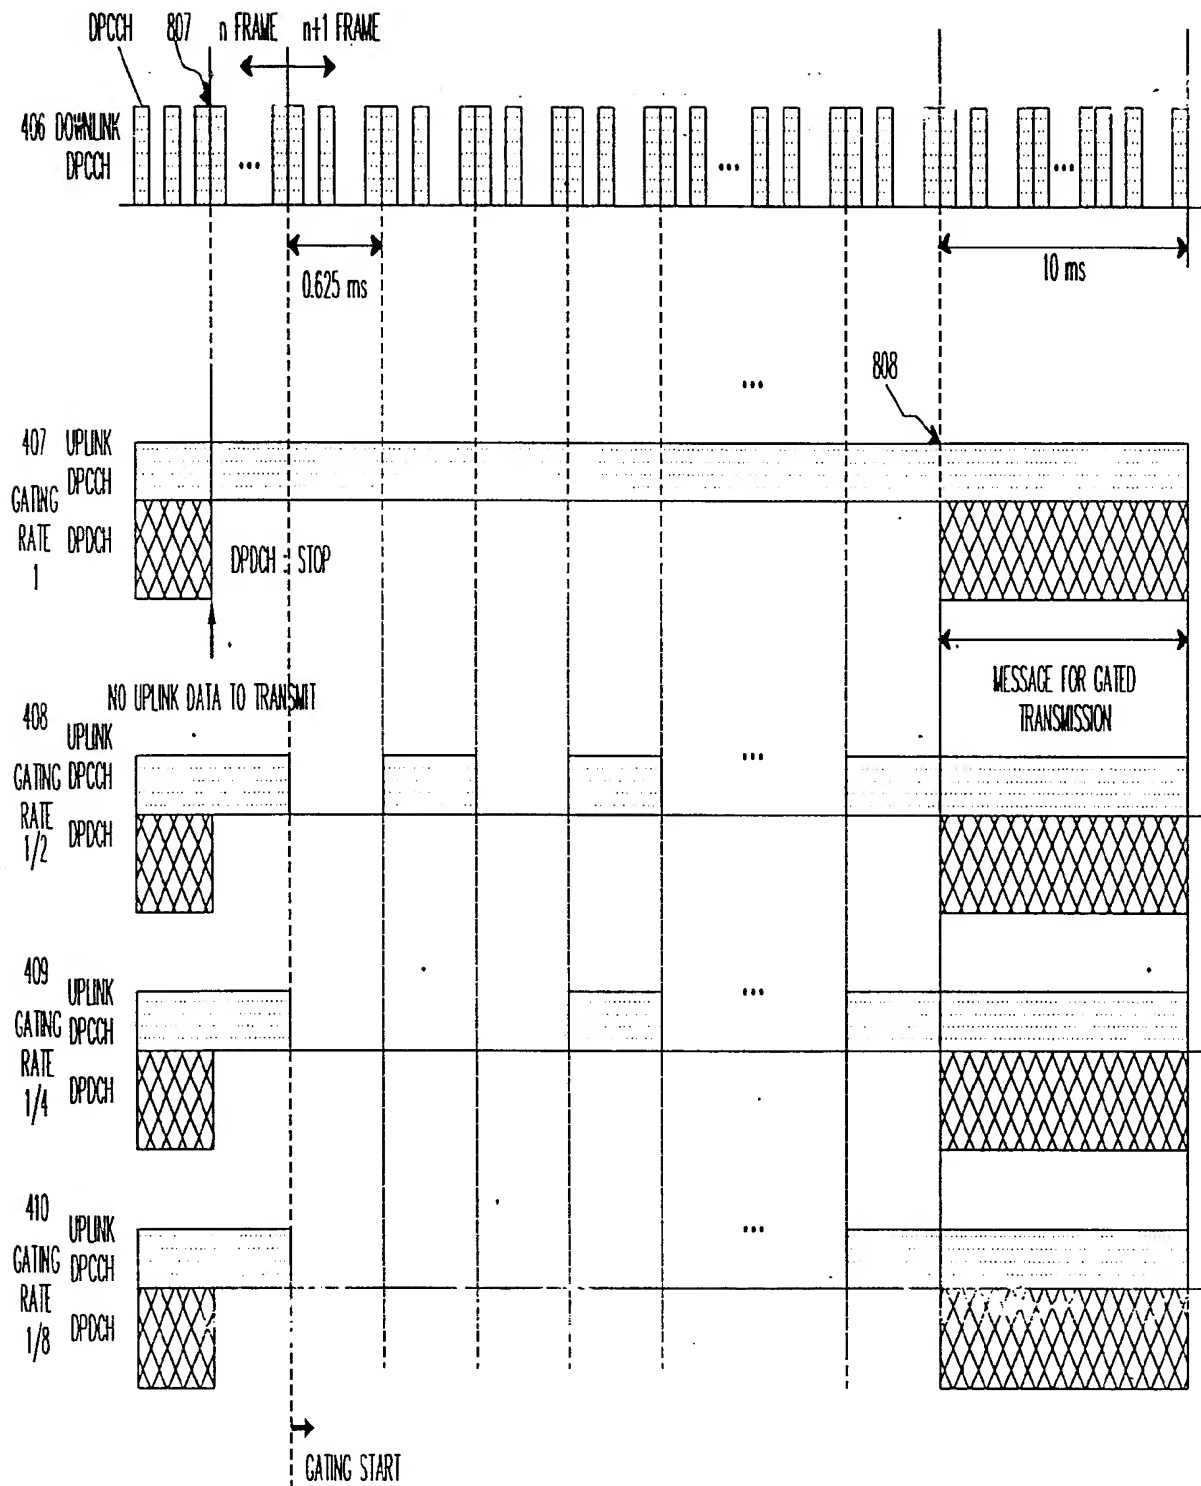 DPCCH 807 n FRAME n+1 FRAME
406 DOWNLINK
DPCCH
...
...
...
0.625 ms
10 ms
...
808
407 UPLINK
DPCCH
GATING
RATE DPDCH
1
DPDCH : STOP
NO UPLINK DATA TO TRANSMIT
MESSAGE FOR GATED
TRANSMISSION
408
UPLINK
GATING DPCCH
RATE
1/2 DPDCH
...
409
UPLINK
GATING DPCCH
RATE
1/4 DPDCH
...
410
UPLINK
GATING DPCCH
RATE
1/8 DPDCH
...
GATING START